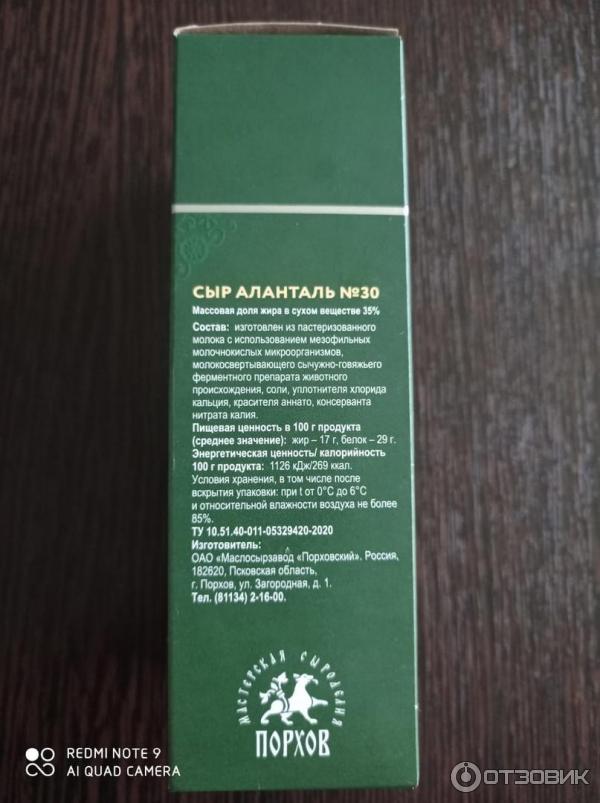 СЫР АЛАНТАЛЬ №30
Массовая доля жира в сухом веществе 35%
Состав: изготовлен из пастеризованного
молока с использованием мезофильных
молочнокислых микроорганизмов,
молокосвертывающего сычужно-говяжьего
ферментного препарата животного
происхождения, соли, уплотнителя хлорида
кальция, красителя аннато, консерванта
нитрата калия.
Пищевая ценность в 100 г продукта
(среднее значение): жир – 17 г, белок – 29 г.
Энергетическая ценность/ калорийность
100 г продукта: 1126 кДж/269 ккал.
Условия хранения, в том числе после
вскрытия упаковки: при t от 0°С до 6°С
и относительной влажности воздуха не более
85%.
ТУ 10.51.40-011-05329420-2020
Изготовитель:
ОАО «Маслосырзавод «Порховский». Россия,
182620, Псковская область,
г. Порхов, ул. Загородная, д. 1.
Тел. (81134) 2-16-00.
МАСТЕРСКАЯ СЫРОДЕЛИЯ
ПОРХОВ
REDMI NOTE 9
AI QUAD CAMERA
ОТЗОВИК